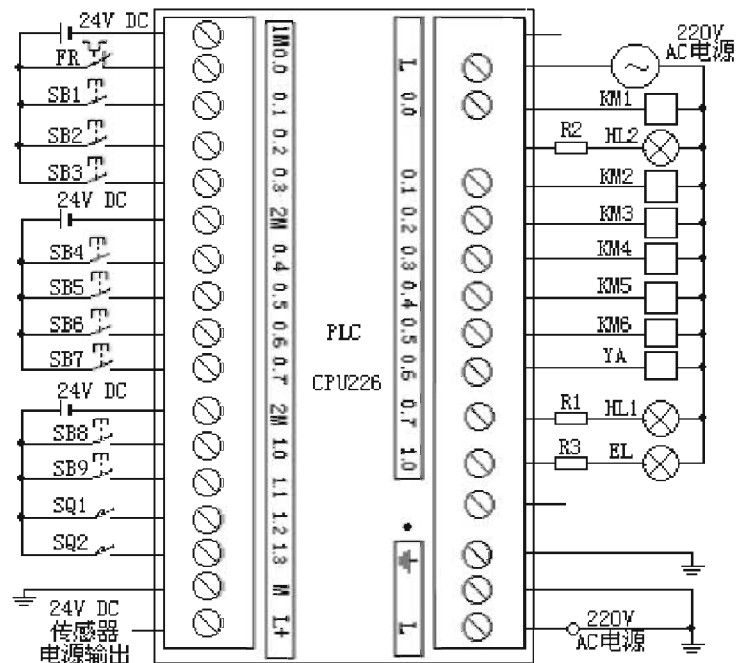 24V DC
FR
SB1
SB2
SB3
24V DC
SB4
SB5
SB6
SB7
24V DC
SB8
SB9
SQ1
SQ2
24V DC
传感器
电源输出
1M
0.0
0.1
0.2
0.3
2M
0.4
0.5
0.6
0.7
2M
1.0
1.1
1.2
1.3
M
L+
PLC
CPU226
L
0.0
0.1
0.2
0.3
0.4
0.5
0.6
0.7
1.0
L
220V
AC电源
KM1
R2 HL2
KM2
KM3
KM4
KM5
KM6
YA
R1 HL1
R3 EL
220V
AC电源